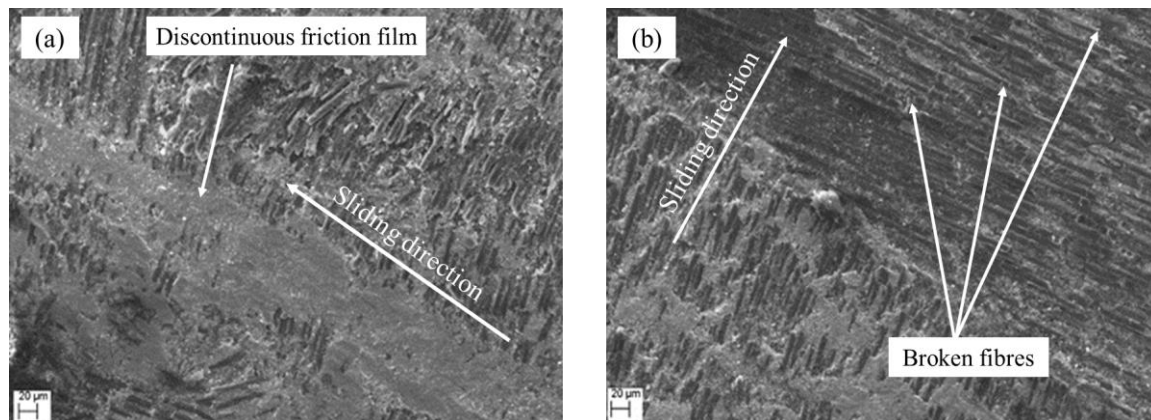 (a)
Discontinuous friction film
Sliding direction
20 µm
(b)
Sliding direction
Broken fibres
20 µm